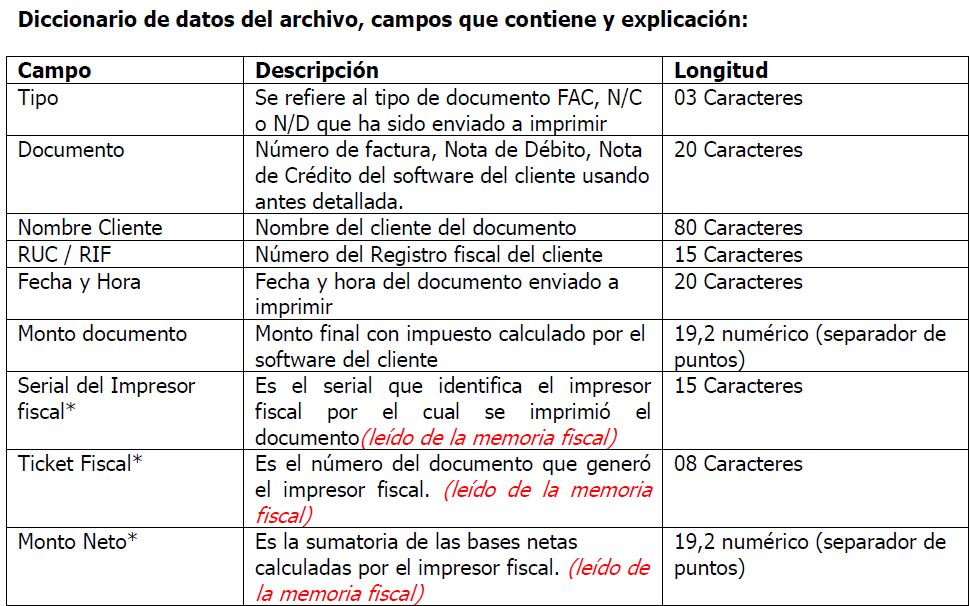 Diccionario de datos del archivo, campos que contiene y explicación:
Campo Descripción Longitud
Tipo Se refiere al tipo de documento FAC, N/C 03 Caracteres
o N/D que ha sido enviado a imprimir
Documento Número de factura, Nota de Débito, Nota 20 Caracteres
de Crédito del software del cliente usando
antes detallada.
Nombre Cliente Nombre del cliente del documento 80 Caracteres
RUC / RIF Número del Registro fiscal del cliente 15 Caracteres
Fecha y Hora Fecha y hora del documento enviado a 20 Caracteres
imprimir
Monto documento Monto final con impuesto calculado por el 19,2 numérico (separador de
software del cliente puntos)
Serial del Impresor Es el serial que identifica el impresor 15 Caracteres
fiscal* fiscal por el cual se imprimió el
documento(leído de la memoria fiscal)
Ticket Fiscal* Es el número del documento que generó 08 Caracteres
el impresor fiscal. (leído de la memoria
fiscal)
Monto Neto* Es la sumatoria de las bases netas 19,2 numérico (separador de
calculadas por el impresor fiscal. (leído de puntos)
la memoria fiscal)